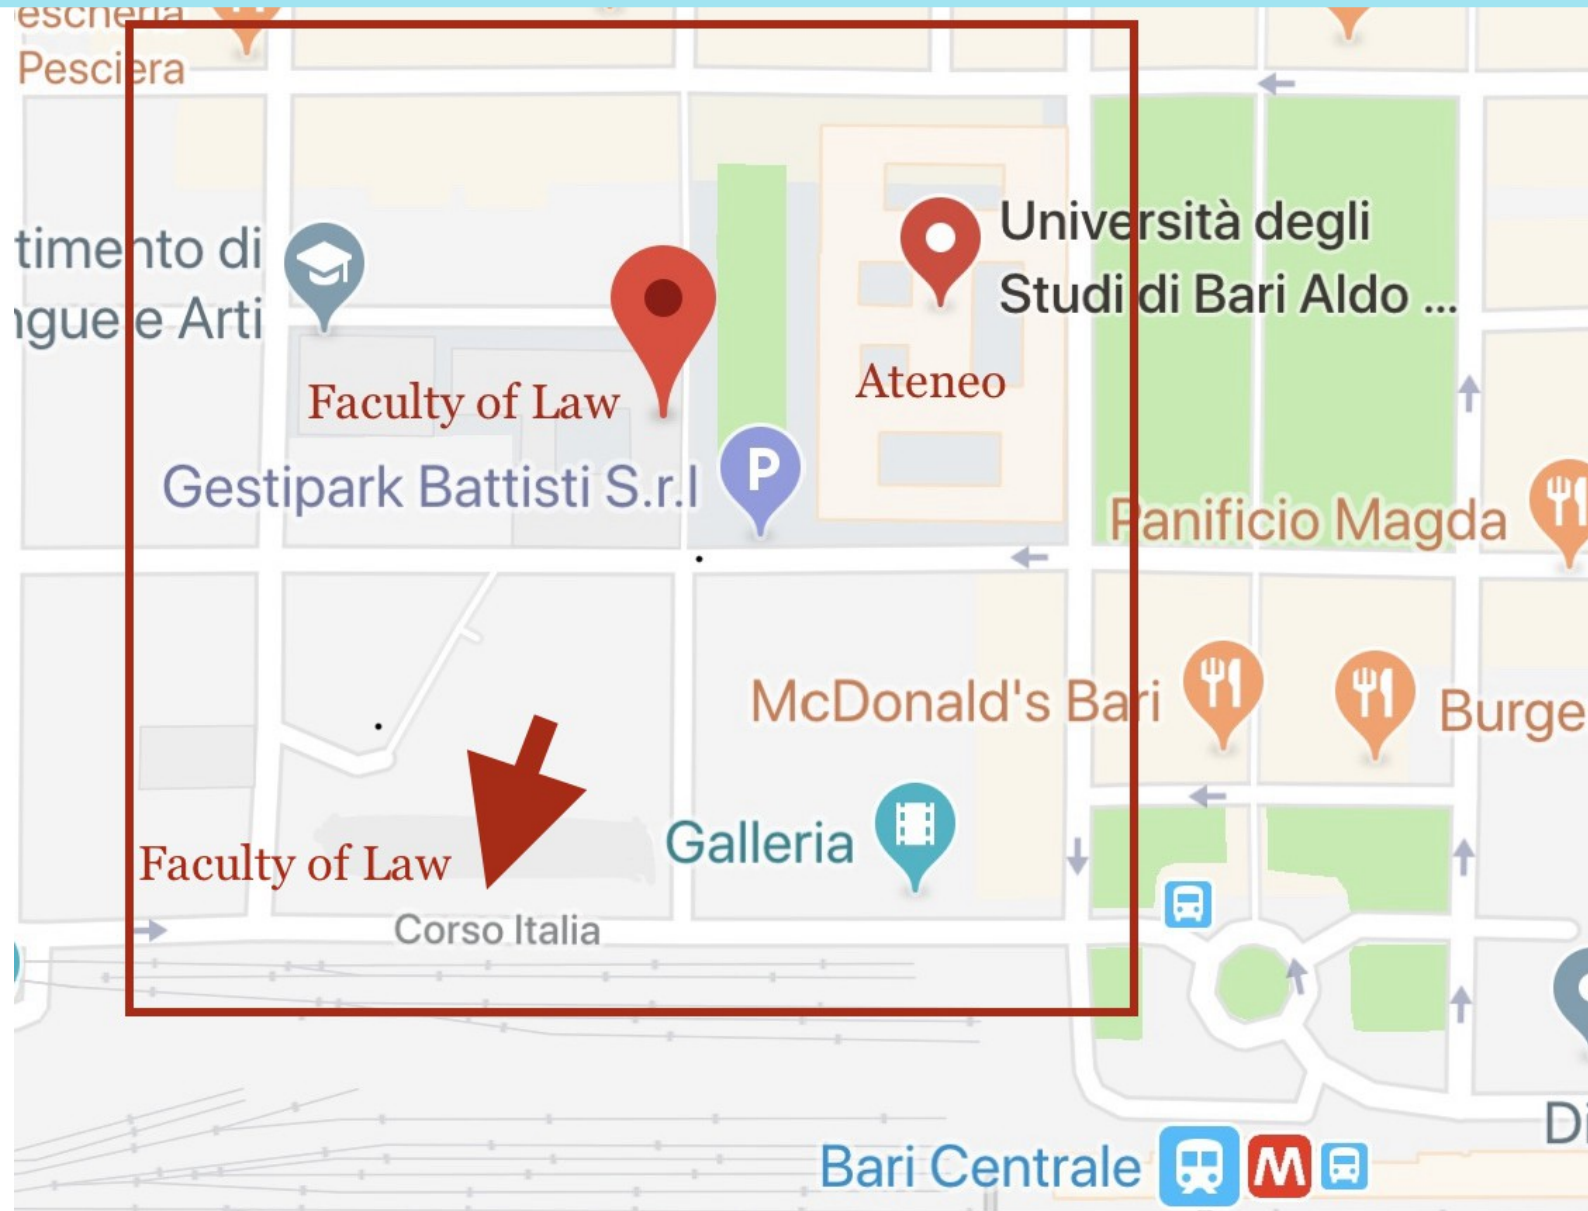 Pescheria
Pesciera
Università degli
Studi di Bari Aldo ...
timento di
ngue e Arti
Faculty of Law
Ateneo
Gestipark Battisti S.r.l
P
Panificio Magda
McDonald's Bari
Burge
Galleria
Faculty of Law
Corso Italia
Di
Bari Centrale
M